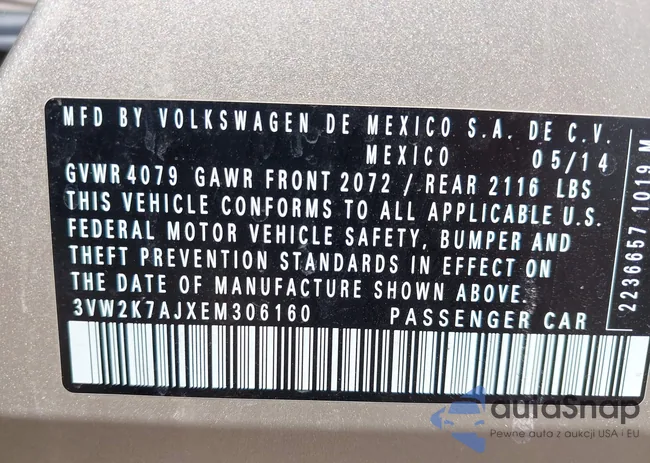 MFD BY VOLKSWAGEN DE MEXICO S.A. DE C.V.
MEXICO 05/14
GVWR 4079 GAWR FRONT 2072 / REAR 2116 LBS
THIS VEHICLE CONFORMS TO ALL APPLICABLE U.S.
FEDERAL MOTOR VEHICLE SAFETY, BUMPER AND
THEFT PREVENTION STANDARDS IN EFFECT ON
THE DATE OF MANUFACTURE SHOWN ABOVE.
3VW2K7AJXEM306160 PASSENGER CAR
2236657 1019 M
autaSnap
Pewne auta z aukcji USA i EU